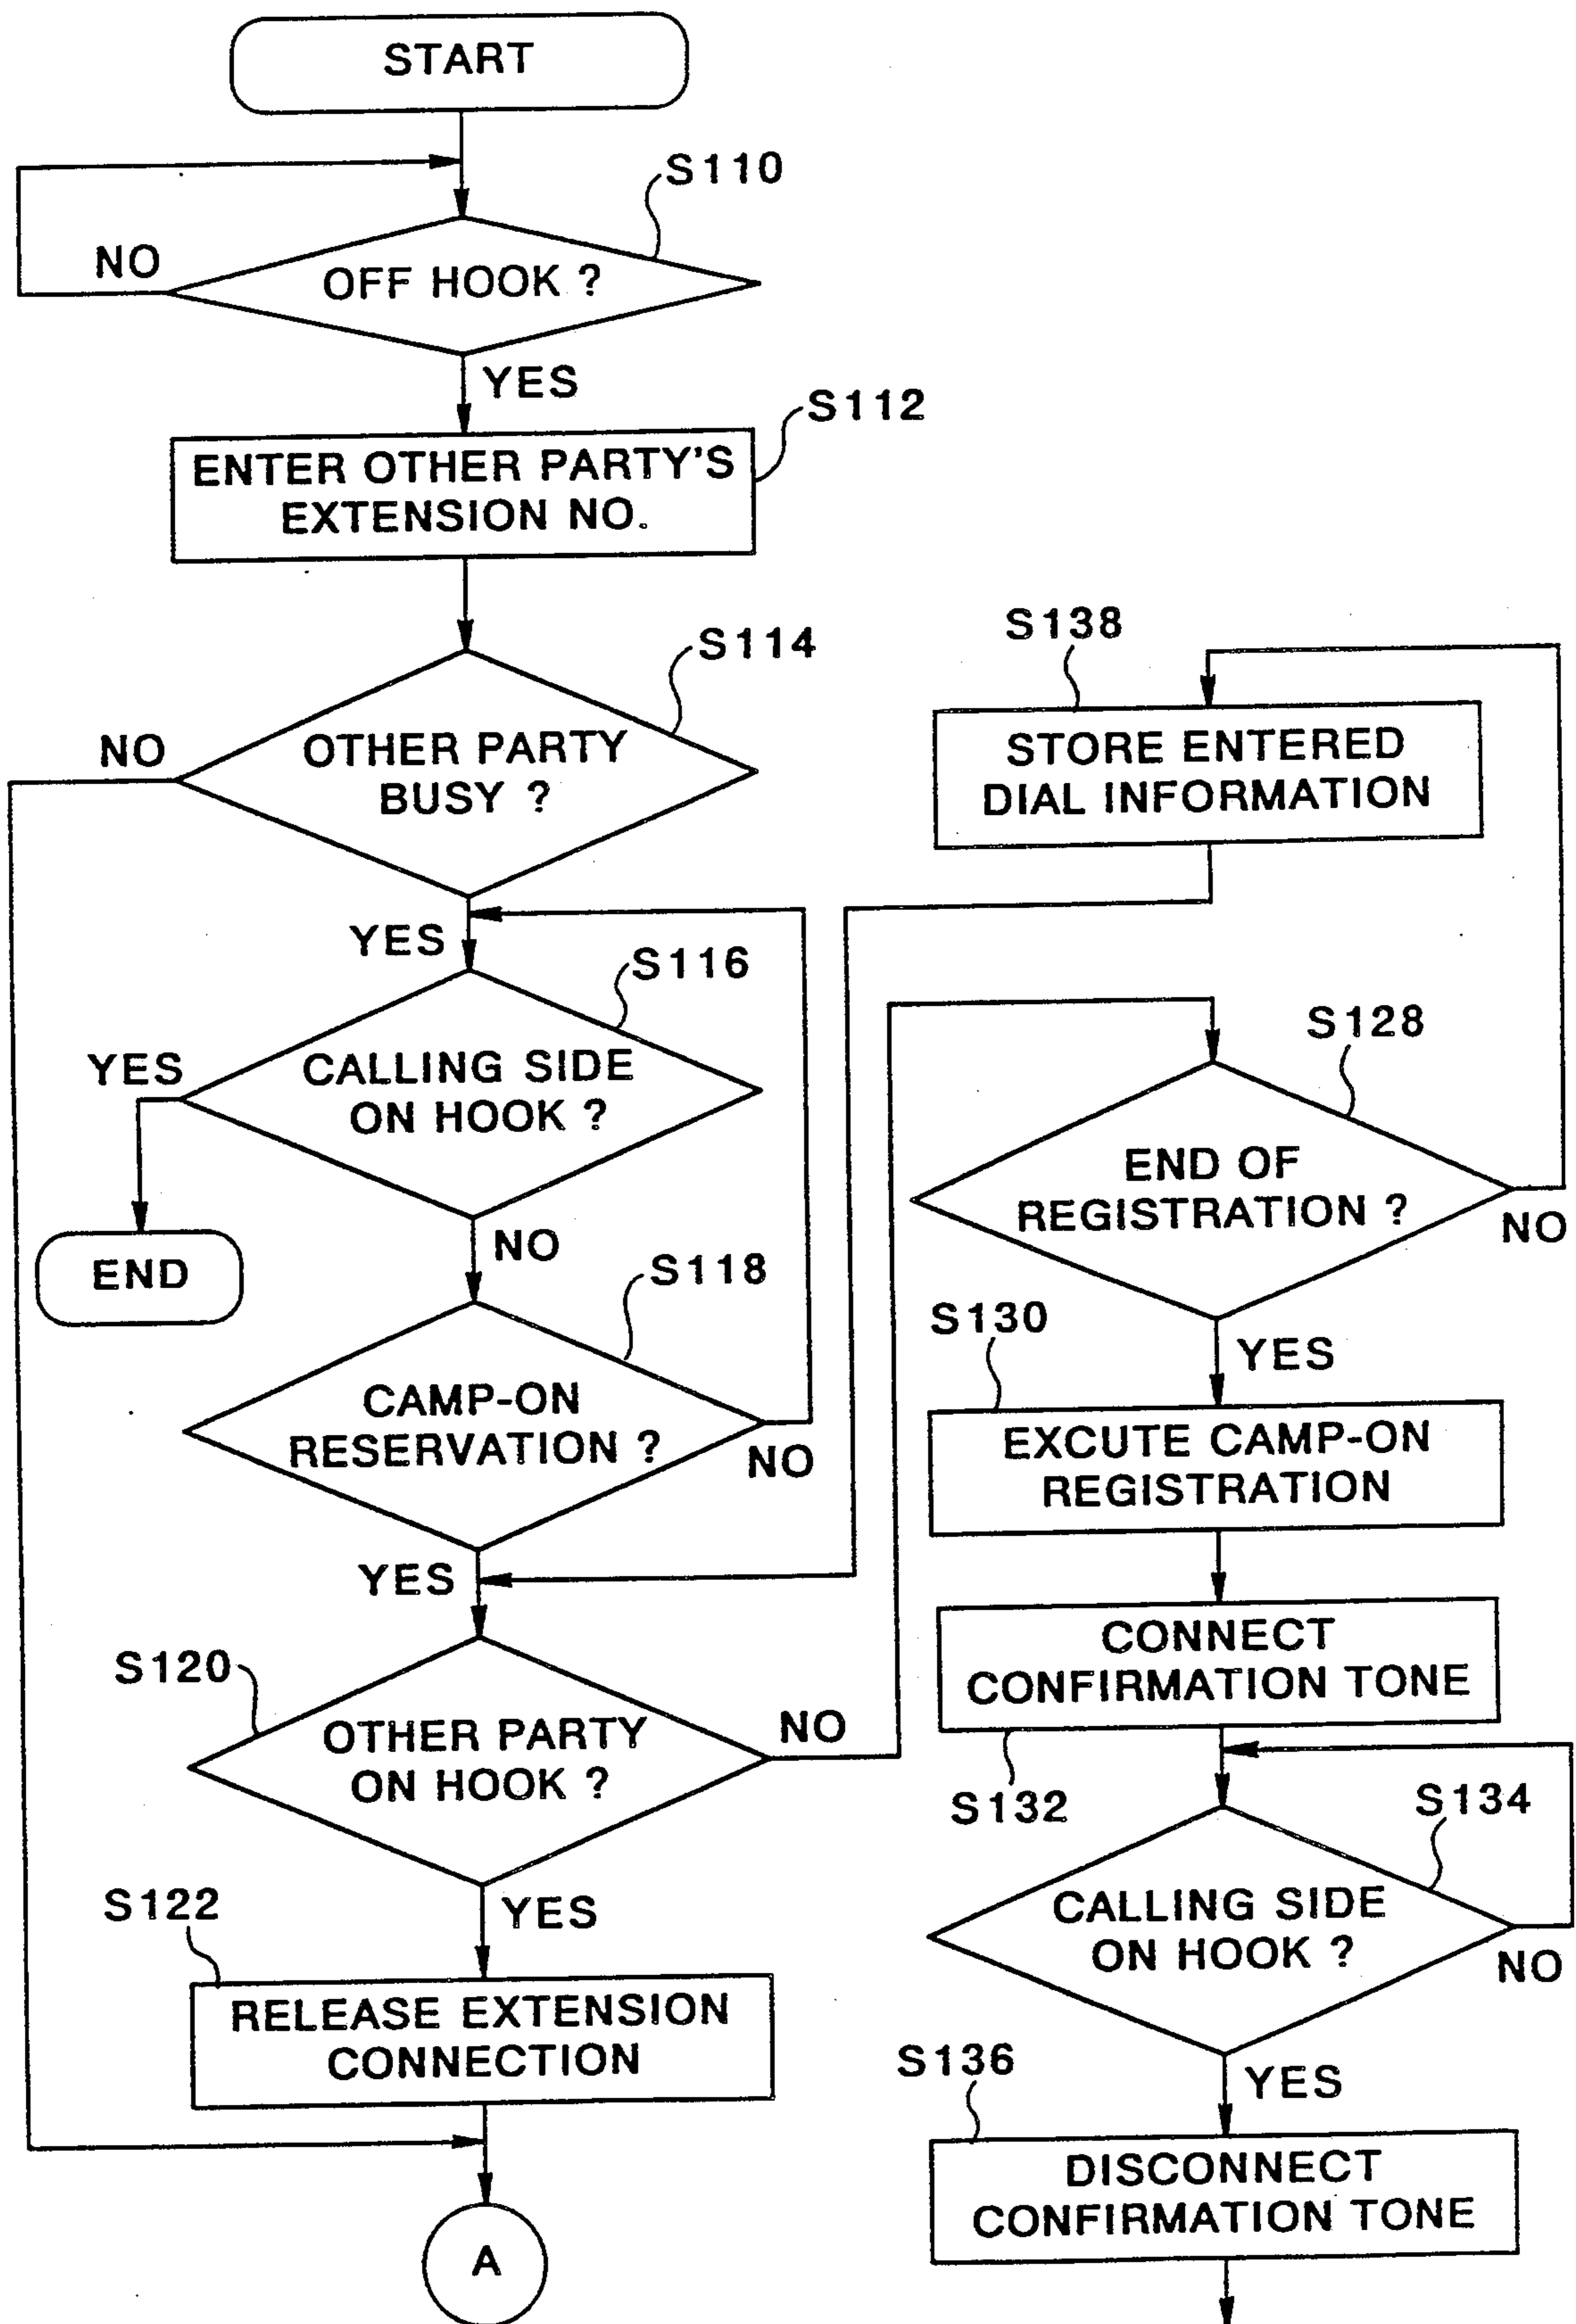 START
S110
NO
OFF HOOK ?
YES
S112
ENTER OTHER PARTY'S
EXTENSION NO.
S114
NO
OTHER PARTY
BUSY ?
YES
S116
YES
CALLING SIDE
ON HOOK ?
END
NO
S118
CAMP-ON
RESERVATION ?
NO
YES
S120
OTHER PARTY
ON HOOK ?
NO
S122
YES
RELEASE EXTENSION
CONNECTION
A
S138
STORE ENTERED
DIAL INFORMATION
S128
END OF
REGISTRATION ?
NO
S130
YES
EXCUTE CAMP-ON
REGISTRATION
CONNECT
CONFIRMATION TONE
S132
S134
CALLING SIDE
ON HOOK ?
NO
S136
YES
DISCONNECT
CONFIRMATION TONE